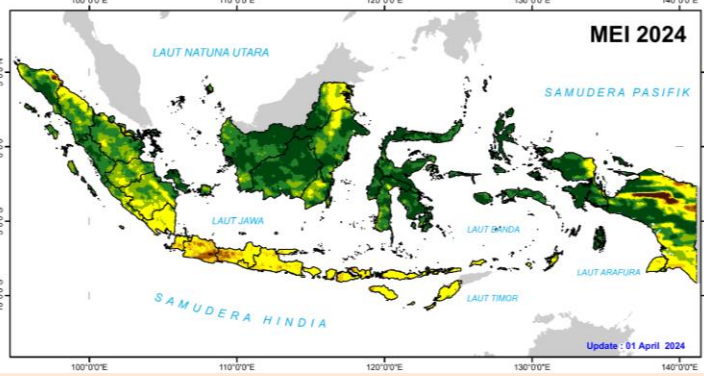 MEI 2024
LAUT NATUNA UTARA
SAMUDERA PASIFIK
LAUT JAWA
LAUT BANDA
LAUT ARAFURA
LAUT TIMOR
SAMUDERA HINDIA
Update : 01 April 2024
100°0'0"E 110°0'0"E 120°0'0"E 130°0'0"E 140°0'0"E